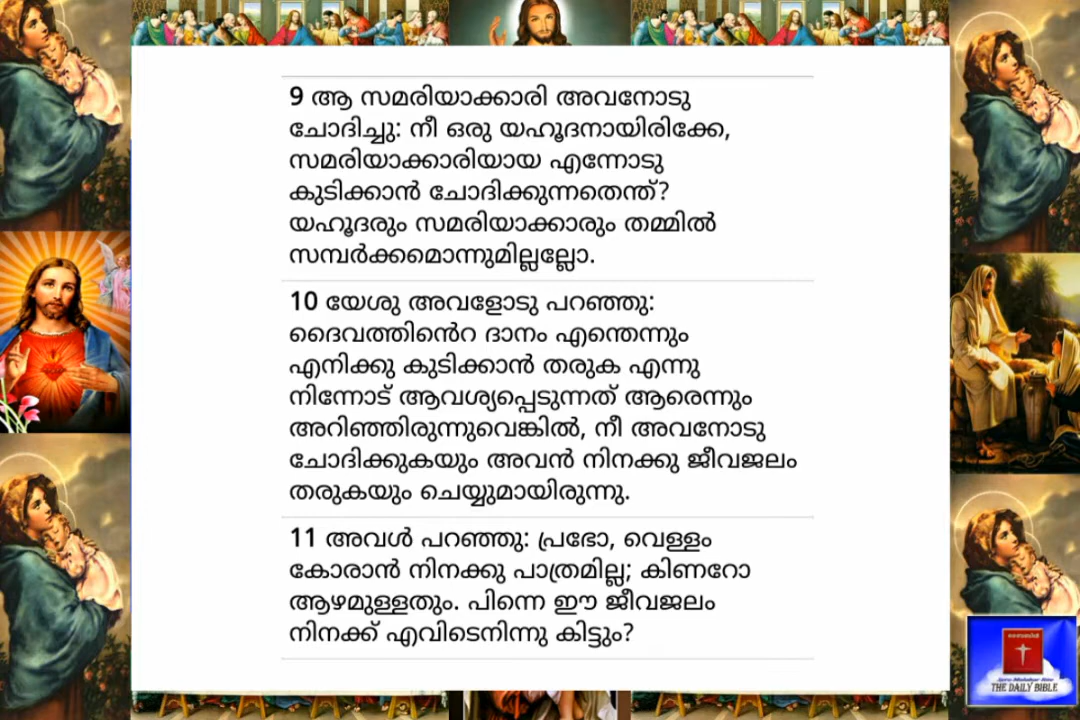 9 ആ സമരിയാക്കാരി അവനോടു
ചോദിച്ചു: നീ ഒരു യഹൂദനായിരിക്കേ,
സമരിയാക്കാരിയായ എന്നോടു
കുടിക്കാൻ ചോദിക്കുന്നതെന്ത്?
യഹൂദരും സമരിയാക്കാരും തമ്മിൽ
സമ്പർക്കമൊന്നുമില്ലല്ലോ.
10 യേശു അവളോടു പറഞ്ഞു:
ദൈവത്തിൻെറ ദാനം എന്തെന്നും
എനിക്കു കുടിക്കാൻ തരുക എന്നു
നിന്നോട് ആവശ്യപ്പെടുന്നത് ആരെന്നും
അറിഞ്ഞിരുന്നുവെങ്കിൽ, നീ അവനോടു
ചോദിക്കുകയും അവൻ നിനക്കു ജീവജലം
തരുകയും ചെയ്യുമായിരുന്നു.
11 അവൾ പറഞ്ഞു: പ്രഭോ, വെള്ളം
കോരാൻ നിനക്കു പാത്രമില്ല; കിണറോ
ആഴമുള്ളതും. പിന്നെ ഈ ജീവജലം
നിനക്ക് എവിടെനിന്നു കിട്ടും?
THE DAILY BIBLE